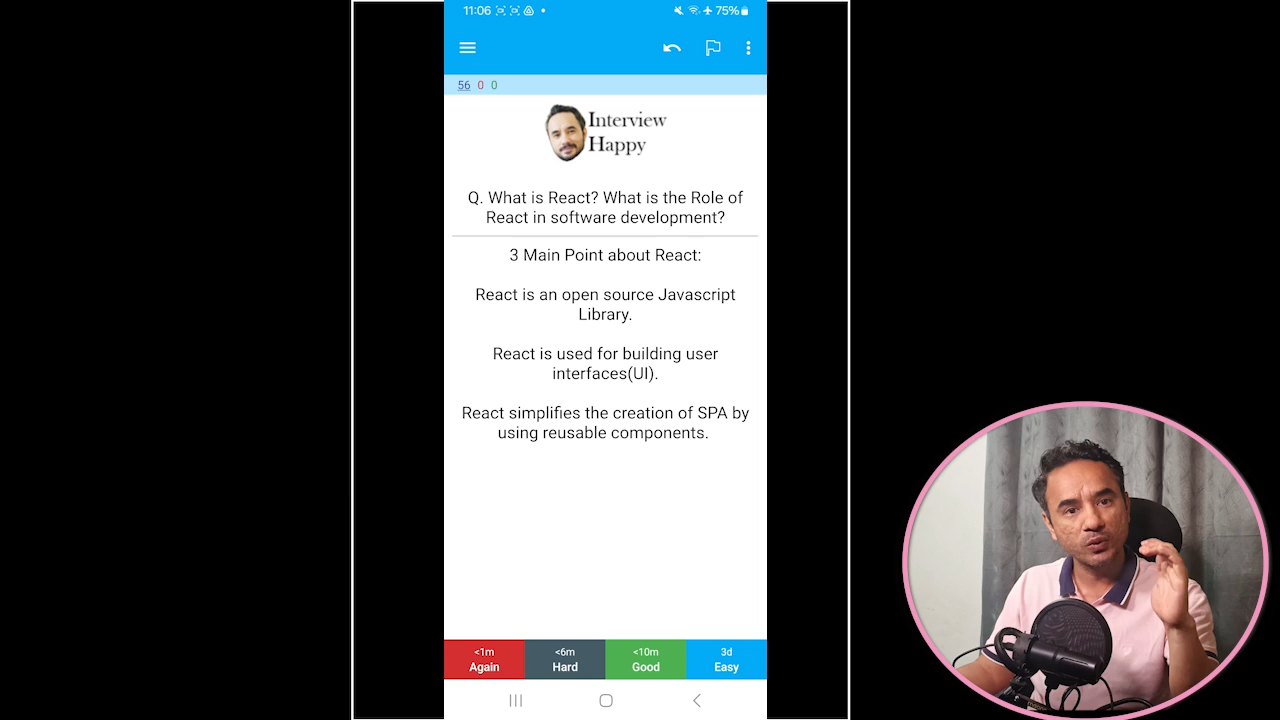 11:06
75%
56 0 0
Interview
Happy
Q. What is React? What is the Role of
React in software development?
3 Main Point about React:
React is an open source Javascript
Library.
React is used for building user
interfaces(UI).
React simplifies the creation of SPA by
using reusable components.
<1m <6m <10m 3d
Again Hard Good Easy